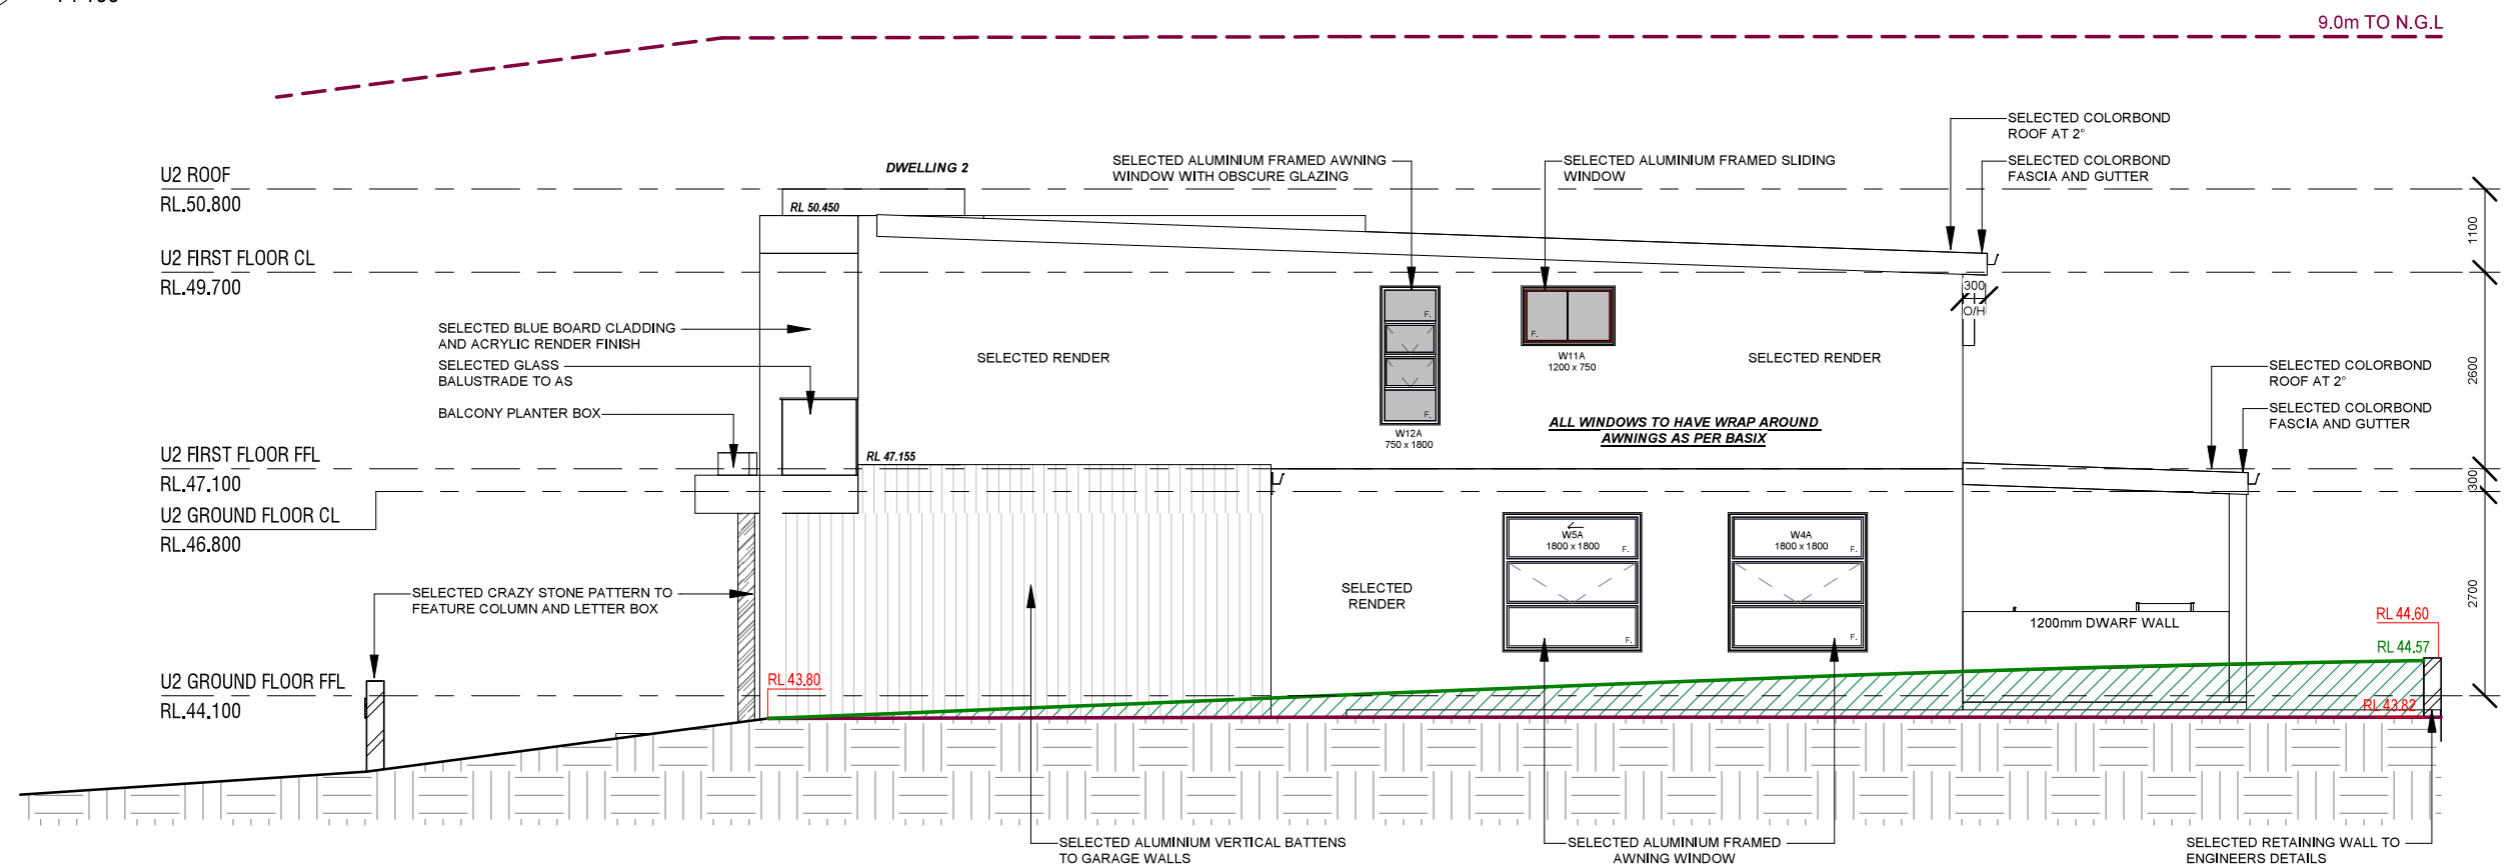 9.0m TO N.G.L
SELECTED COLORBOND
ROOF AT 2°
SELECTED COLORBOND
FASCIA AND GUTTER
SELECTED ALUMINIUM FRAMED AWNING
WINDOW WITH OBSCURE GLAZING
SELECTED ALUMINIUM FRAMED SLIDING
WINDOW
DWELLING 2
U2 ROOF
RL.50.800
RL 50.450
1100
U2 FIRST FLOOR CL
RL.49.700
300
O/H
F.
F.
SELECTED BLUE BOARD CLADDING
AND ACRYLIC RENDER FINISH
SELECTED RENDER
W11A
1200 x 750
SELECTED RENDER
SELECTED GLASS
BALUSTRADE TO AS
2600
SELECTED COLORBOND
ROOF AT 2°
BALCONY PLANTER BOX
F.
W12A
750 x 1800
ALL WINDOWS TO HAVE WRAP AROUND
AWNINGS AS PER BASIX
SELECTED COLORBOND
FASCIA AND GUTTER
U2 FIRST FLOOR FFL
RL.47.100
RL 47.155
300
U2 GROUND FLOOR CL
RL.46.800
W5A
1800 x 1800
F.
W4A
1800 x 1800
F.
SELECTED CRAZY STONE PATTERN TO
FEATURE COLUMN AND LETTER BOX
SELECTED
RENDER
2700
F.
F.
1200mm DWARF WALL
RL 44.60
RL 44.57
U2 GROUND FLOOR FFL
RL.44.100
RL 43.80
RL 43.82
SELECTED ALUMINIUM VERTICAL BATTENS
TO GARAGE WALLS
SELECTED ALUMINIUM FRAMED
AWNING WINDOW
SELECTED RETAINING WALL TO
ENGINEERS DETAILS